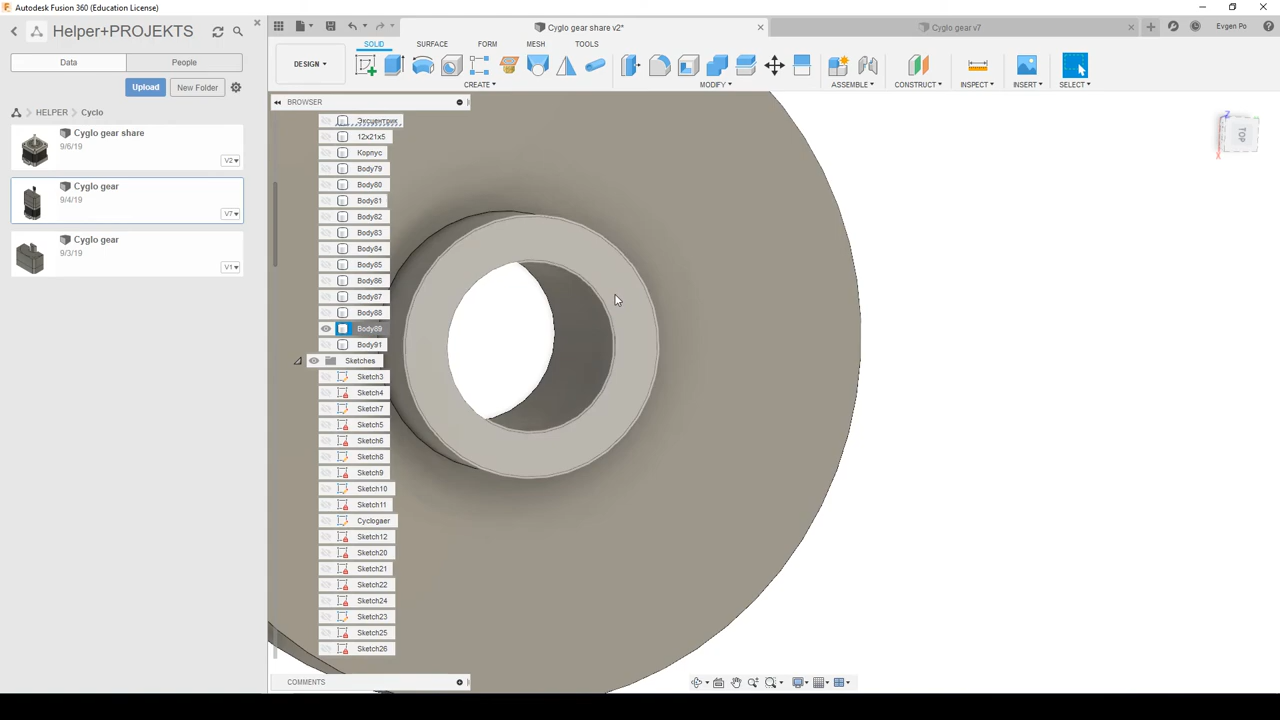 Autodesk Fusion 360 (Education License)
Helper+PROJEKTS
Data
People
Upload
New Folder
HELPER
Cyclo
Cyglo gear share
9/6/19
V2
Cyglo gear
9/4/19
V7
Cyglo gear
9/3/19
V1
Cyglo gear share v2*
Cyglo gear v7
Evgen Po
SOLID
SURFACE
FORM
MESH
TOOLS
DESIGN
CREATE
MODIFY
ASSEMBLE
CONSTRUCT
INSPECT
INSERT
SELECT
BROWSER
Эксцентрик
12x21x5
Корпус
Body79
Body80
Body81
Body82
Body83
Body84
Body85
Body86
Body87
Body88
Body89
Body91
Sketches
Sketch3
Sketch4
Sketch7
Sketch5
Sketch6
Sketch8
Sketch9
Sketch10
Sketch11
Cyclogaer
Sketch12
Sketch20
Sketch21
Sketch22
Sketch24
Sketch23
Sketch25
Sketch26
COMMENTS
TOP
Z
X